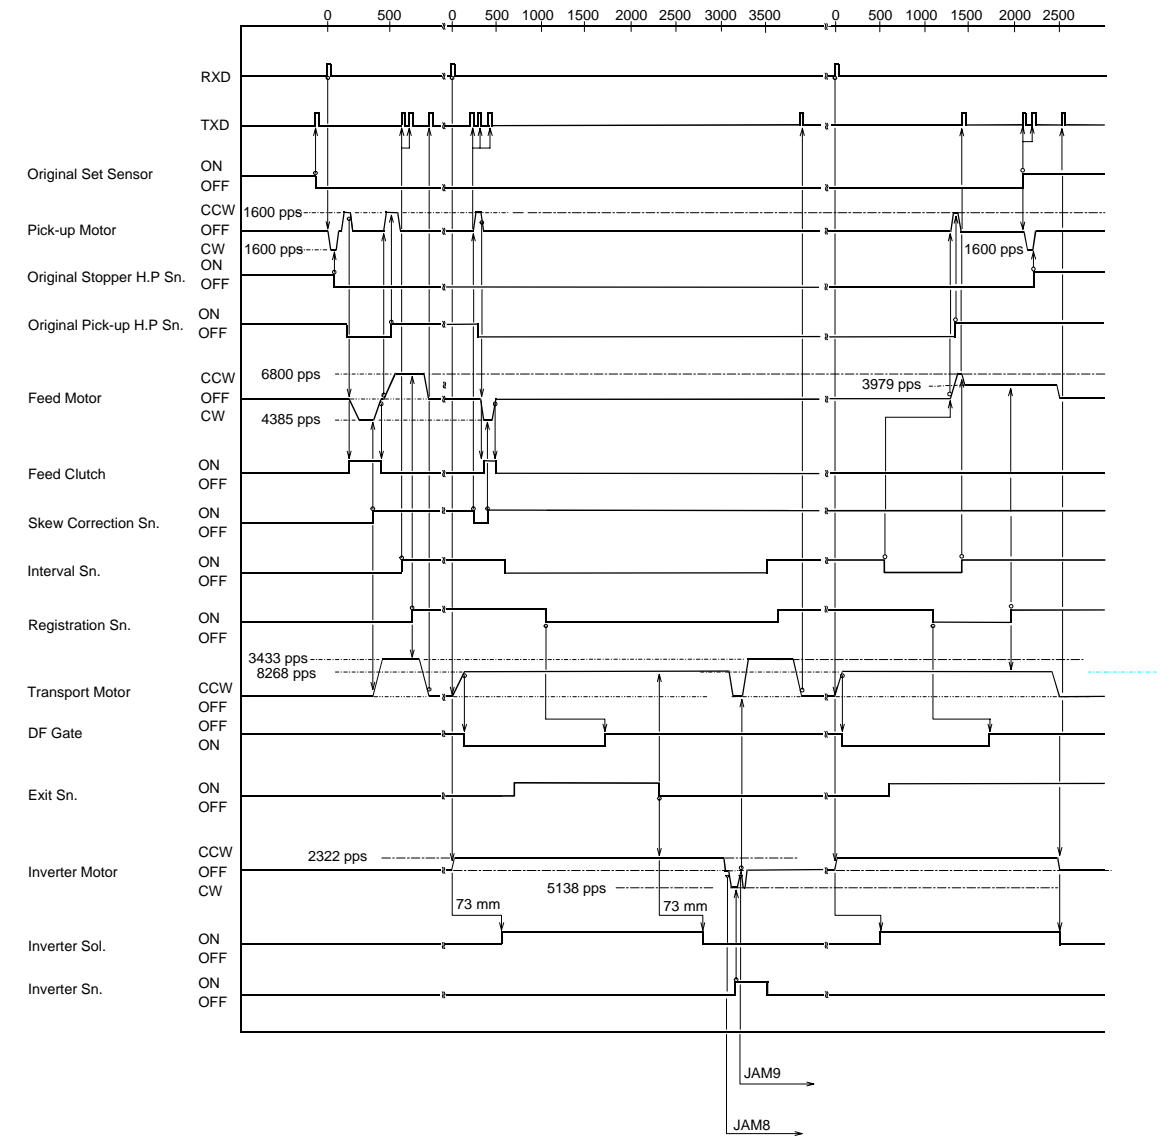 0 500 0 500 1000 1500 2000 2500 3000 3500 0 500 1000 1500 2000 2500
RXD
TXD
Original Set Sensor ON
OFF
Pick-up Motor CCW 1600 pps
OFF
CW 1600 pps 1600 pps
Original Stopper H.P Sn. ON
OFF
Original Pick-up H.P Sn. ON
OFF
Feed Motor CCW 6800 pps 3979 pps
OFF
CW 4385 pps
Feed Clutch ON
OFF
Skew Correction Sn. ON
OFF
Interval Sn. ON
OFF
Registration Sn. ON
OFF
3433 pps
8268 pps
Transport Motor CCW
OFF
DF Gate OFF
ON
Exit Sn. ON
OFF
Inverter Motor CCW 2322 pps
OFF
CW 5138 pps
73 mm 73 mm
Inverter Sol. ON
OFF
Inverter Sn. ON
OFF
JAM9
JAM8